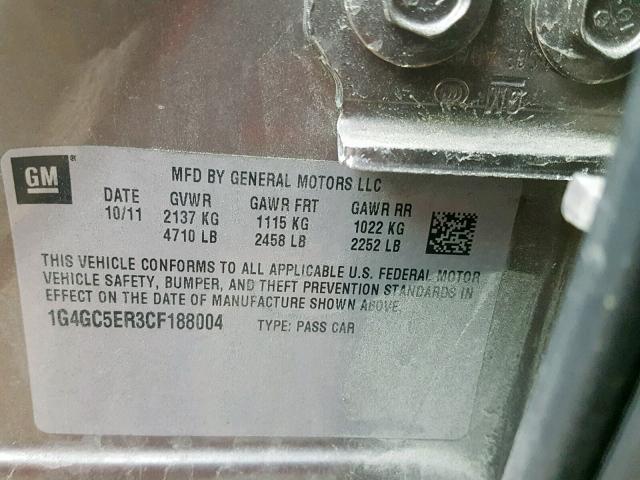 GM
MFD BY GENERAL MOTORS LLC
DATE GVWR GAWR FRT GAWR RR
10/11 2137 KG 1115 KG 1022 KG
4710 LB 2458 LB 2252 LB
THIS VEHICLE CONFORMS TO ALL APPLICABLE U.S. FEDERAL MOTOR
VEHICLE SAFETY, BUMPER, AND THEFT PREVENTION STANDARDS IN
EFFECT ON THE DATE OF MANUFACTURE SHOWN ABOVE.
1G4GC5ER3CF188004 TYPE: PASS CAR